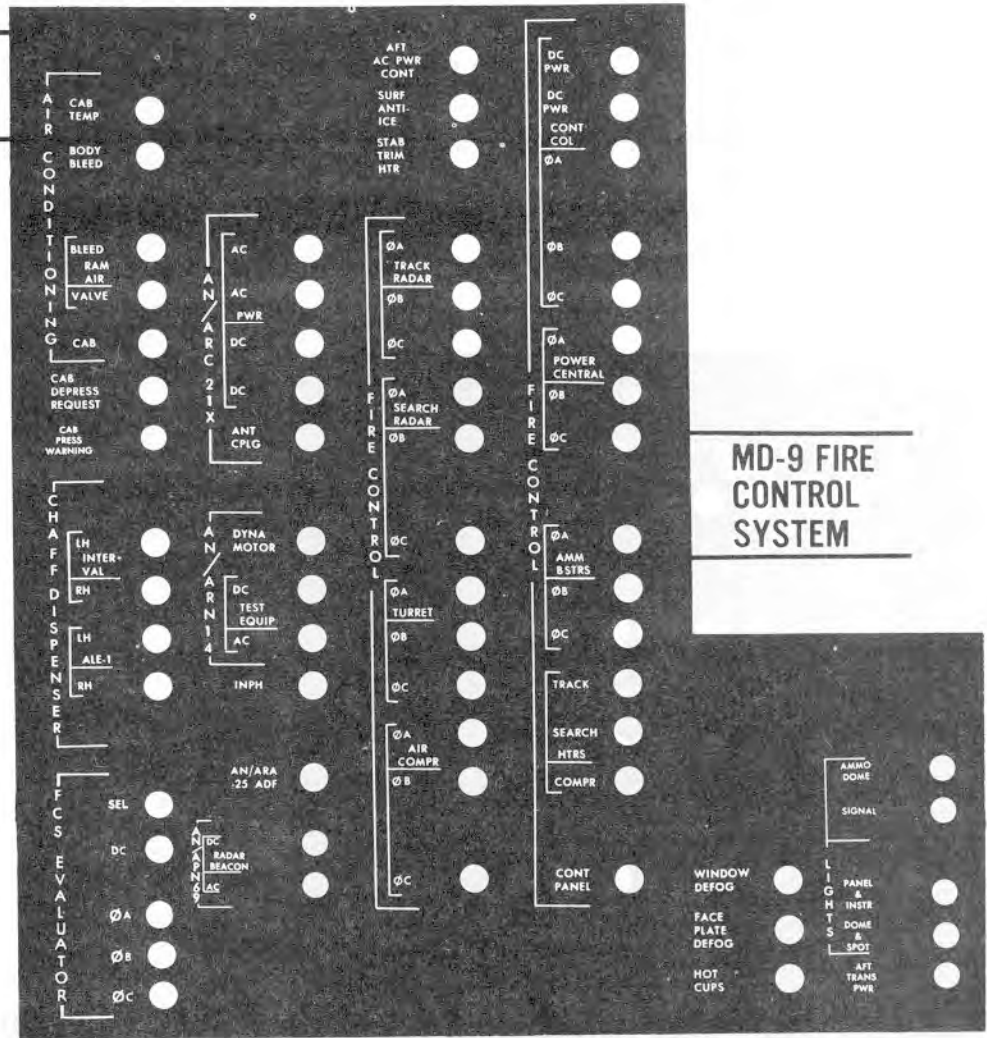 AIR CONDITIONING
CAB
TEMP
BODY
BLEED
BLEED
RAM
AIR
VALVE
CAB
CAB
DEPRESS
REQUEST
CAB
PRESS
WARNING
CHAFF DISPENSER
LH
INTER-
VAL
RH
LH
ALE-1
RH
FCS EVALUATOR
SEL
DC
ØA
ØB
ØC
AN/ARC 21X
AC
AC
PWR
DC
DC
ANT
CPLG
AN/ARN14
DYNA
MOTOR
DC
TEST
EQUIP
AC
INPH
AN/ARA
-25 ADF
AN/APN69
DC
RADAR
BEACON
AC
AFT
AC PWR
CONT
SURF
ANTI-
ICE
STAB
TRIM
HTR
FIRE CONTROL
ØA
TRACK
RADAR
ØB
ØC
ØA
SEARCH
RADAR
ØB
ØC
ØA
TURRET
ØB
ØC
ØA
AIR
COMPR
ØB
ØC
FIRE CONTROL
DC
PWR
DC
PWR
CONT
COL
ØA
ØB
ØC
ØA
POWER
CENTRAL
ØB
ØC
ØA
AMM
BSTRS
ØB
ØC
TRACK
SEARCH
HTRS
COMPR
CONT
PANEL
MD-9 FIRE
CONTROL
SYSTEM
WINDOW
DEFOG
FACE
PLATE
DEFOG
HOT
CUPS
LIGHTS
AMMO
DOME
SIGNAL
PANEL
&
INSTR
DOME
&
SPOT
AFT
TRANS
PWR